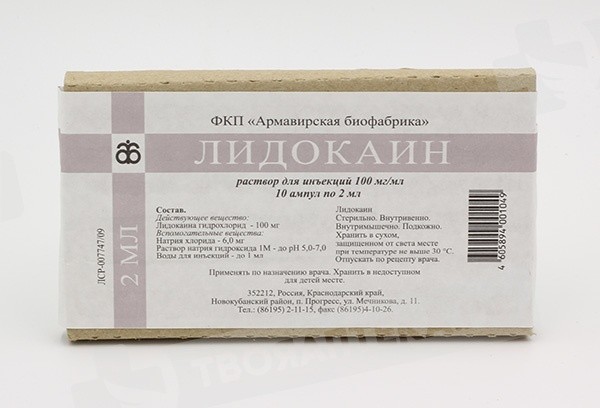 ФКП «Армавирская биофабрика»
ЛИДОКАИН
раствор для инъекций 100 мг/мл
10 ампул по 2 мл
Состав.
Действующее вещество:
Лидокаина гидрохлорид - 100 мг
Вспомогательные вещества:
Натрия хлорида - 6,0 мг
Раствор натрия гидроксида 1М - до рН 5,0-7,0
Воды для инъекций - до 1 мл
Лидокаин
Стерильно. Внутривенно.
Внутримышечно. Подкожно.
Хранить в сухом,
защищенном от света месте
при температуре не выше 30 °С.
Отпускать по рецепту врача.
4 605894 001049
Применять по назначению врача. Хранить в недоступном
для детей месте.
352212, Россия, Краснодарский край,
Новокубанский район, п. Прогресс, ул. Мечникова, д. 11.
Тел.: (86195) 2-11-15, факс (86195)4-10-26.
ЛСР-007747/09
2 МЛ